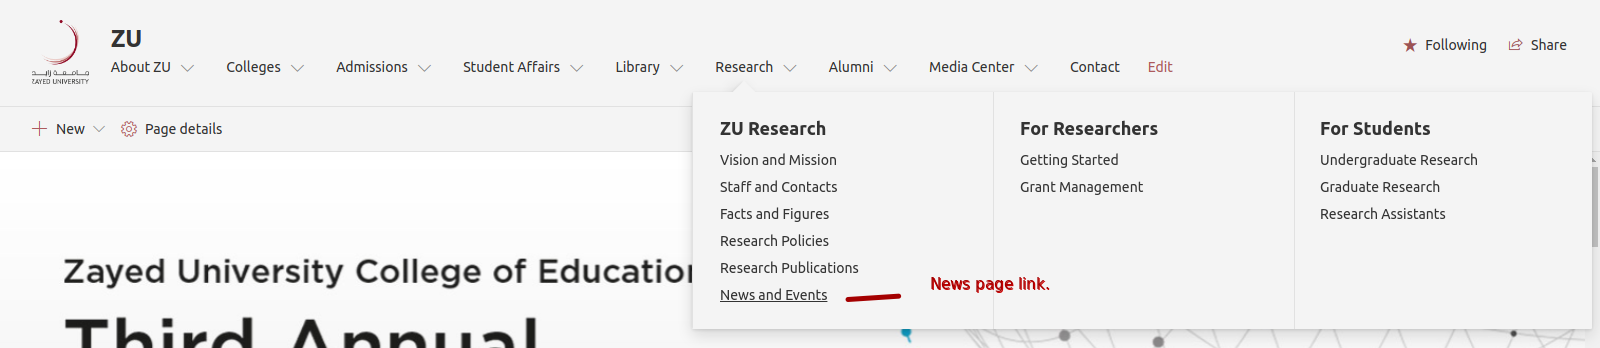 جامعة زايد
ZAYED UNIVERSITY
ZU
About ZU
Colleges
Admissions
Student Affairs
Library
Research
Alumni
Media Center
Contact
Edit
Following
Share
New
Page details
ZU Research
Vision and Mission
Staff and Contacts
Facts and Figures
Research Policies
Research Publications
News and Events
News page link.
For Researchers
Getting Started
Grant Management
For Students
Undergraduate Research
Graduate Research
Research Assistants
Zayed University College of Education
Third Annual